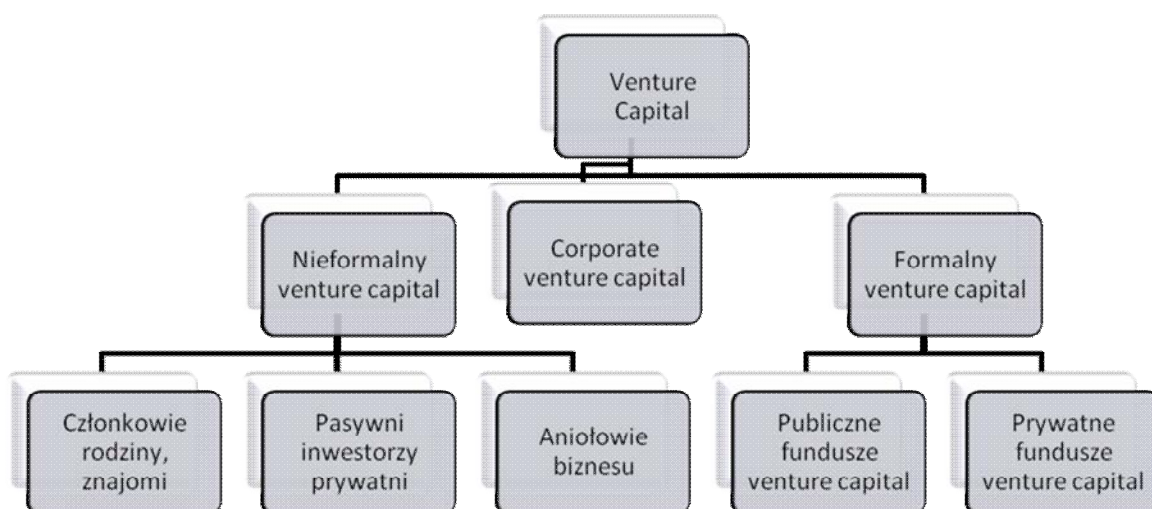 Venture
Capital
Nieformalny
venture capital
Corporate
venture capital
Formalny
venture capital
Członkowie
rodziny,
znajomi
Pasywni
inwestorzy
prywatni
Aniołowie
biznesu
Publiczne
fundusze
venture capital
Prywatne
fundusze
venture capital